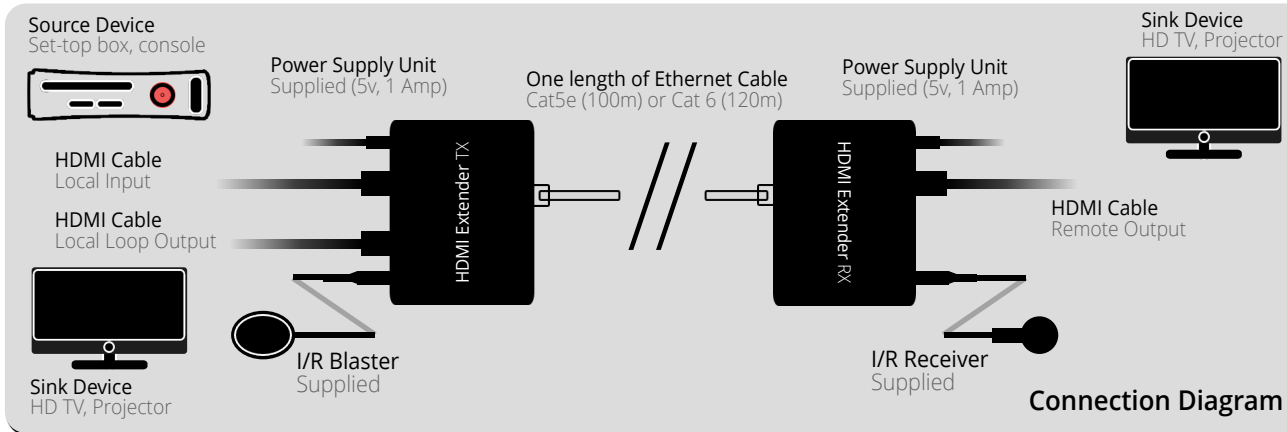 Source Device
Set-top box, console
Power Supply Unit
Supplied (5v, 1 Amp)
One length of Ethernet Cable
Cat5e (100m) or Cat 6 (120m)
Power Supply Unit
Supplied (5v, 1 Amp)
Sink Device
HD TV, Projector
HDMI Cable
Local Input
HDMI Cable
Local Loop Output
HDMI Extender TX
HDMI Extender RX
HDMI Cable
Remote Output
Sink Device
HD TV, Projector
I/R Blaster
Supplied
I/R Receiver
Supplied
Connection Diagram